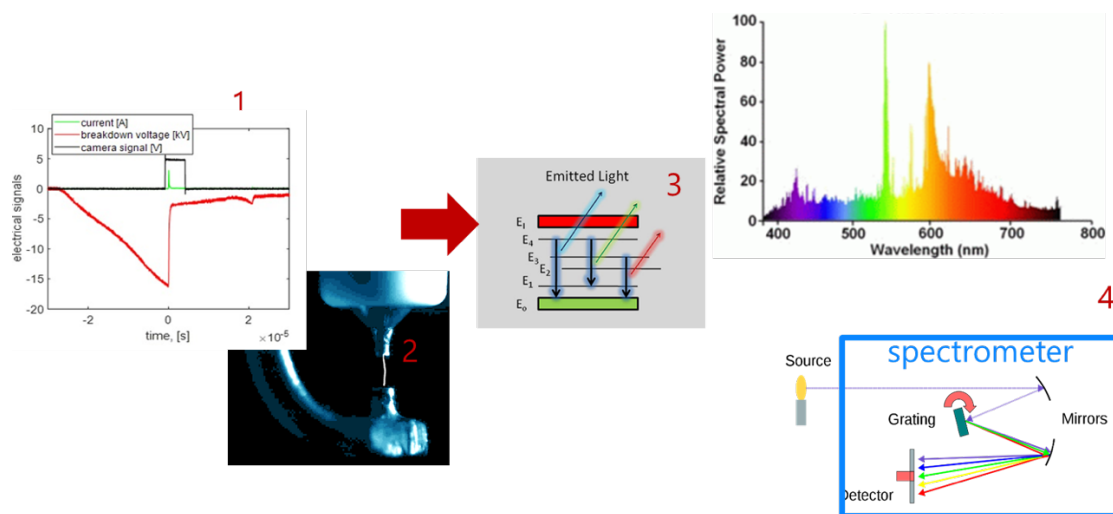 1
current [A]
breakdown voltage [kV]
camera signal [V]
electrical signals
10
5
0
-5
-10
-15
-20
-2
0
2
time, [s]
×10⁻⁵
2
3
Emitted Light
E₁
E₄
E₃
E₂
E₁
E₀
Relative Spectral Power
100
80
60
40
20
0
400
500
600
700
800
Wavelength (nm)
4
spectrometer
Source
Grating
Mirrors
Detector